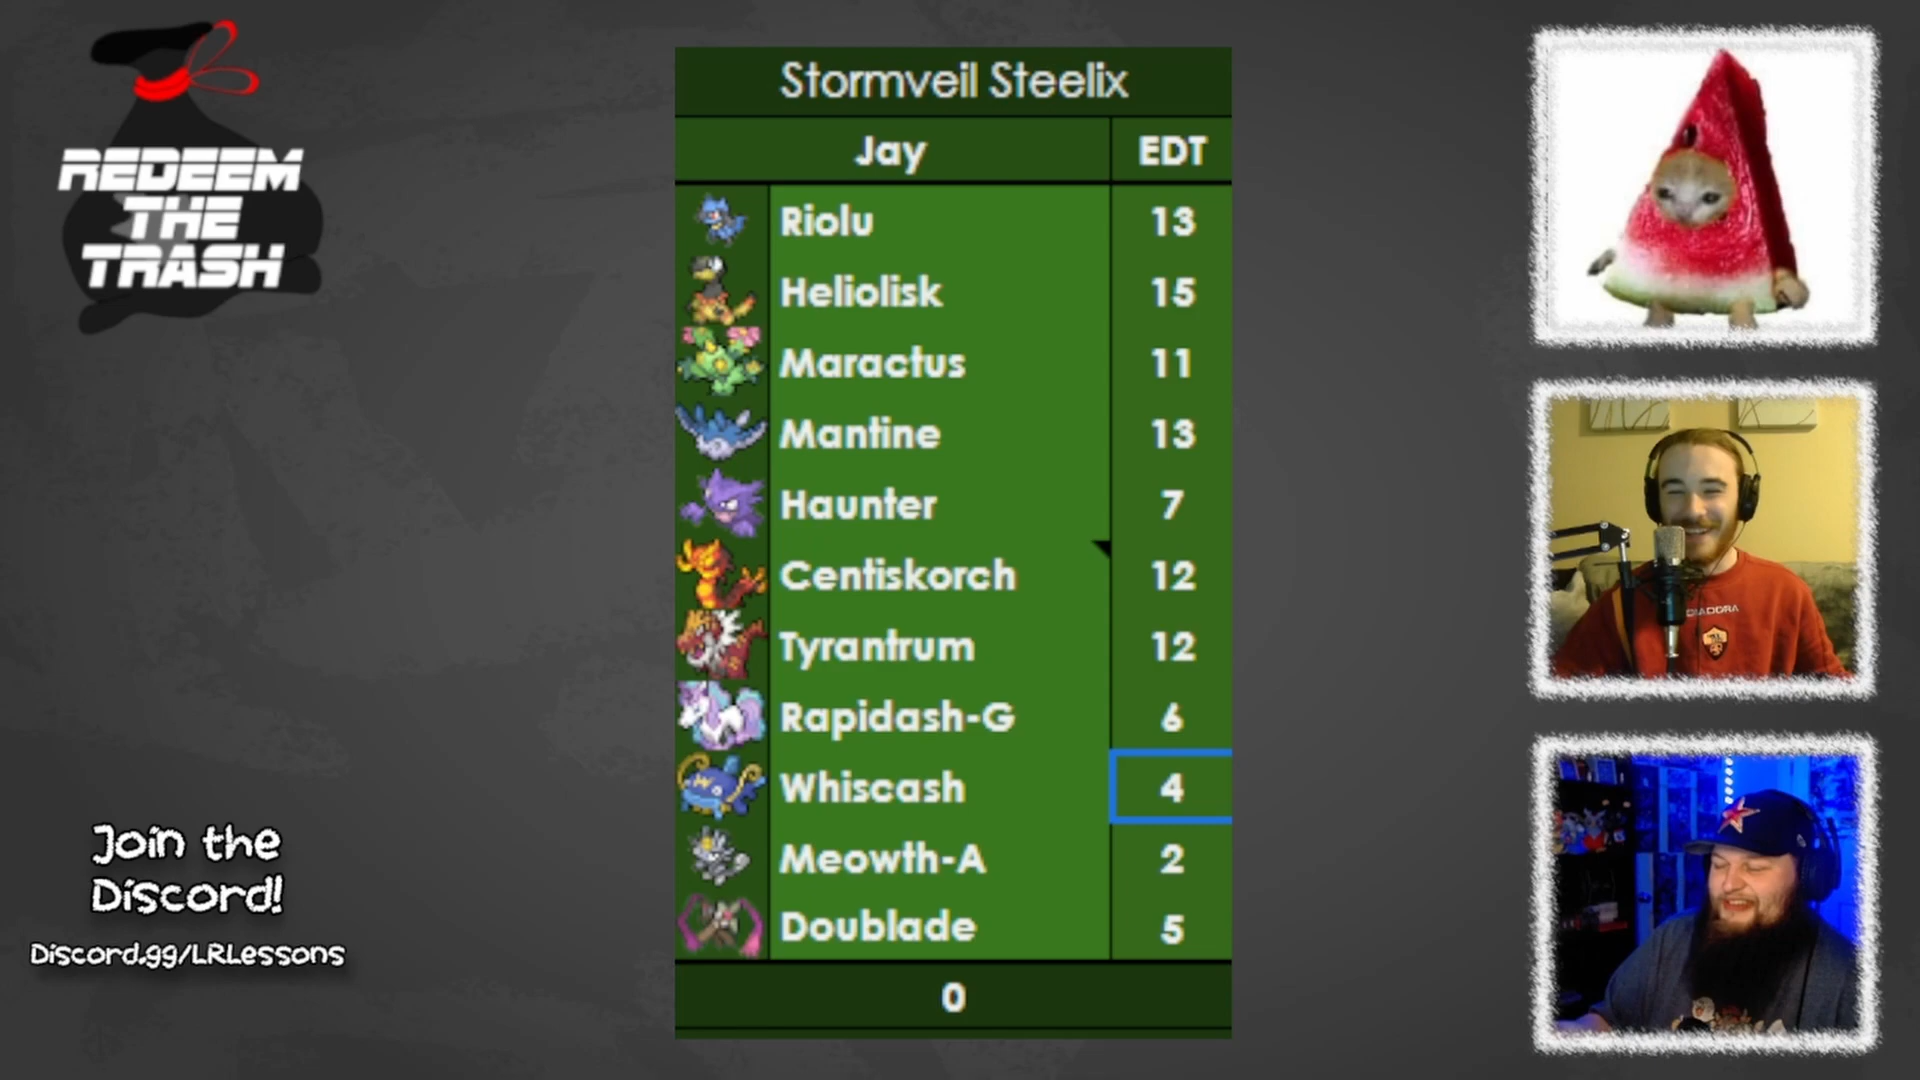 REDEEM
THE
TRASH
Stormveil Steelix
Jay EDT
Riolu 13
Heliolisk 15
Maractus 11
Mantine 13
Haunter 7
Centiskorch 12
Tyrantrum 12
Rapidash-G 6
Whiscash 4
Meowth-A 2
Doublade 5
0
Join the
Discord!
Discord.gg/LRLessons
DIADORA